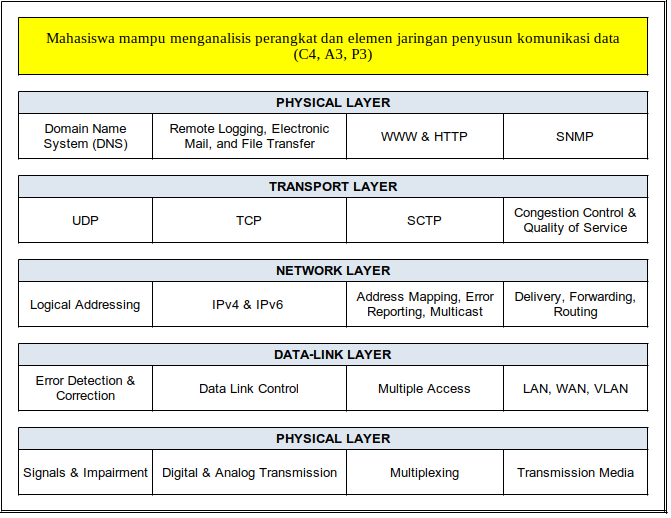 Mahasiswa mampu menganalisis perangkat dan elemen jaringan penyusun komunikasi data
(C4, A3, P3)
PHYSICAL LAYER
Domain Name
System (DNS)
Remote Logging, Electronic
Mail, and File Transfer
WWW & HTTP
SNMP
TRANSPORT LAYER
UDP
TCP
SCTP
Congestion Control &
Quality of Service
NETWORK LAYER
Logical Addressing
IPv4 & IPv6
Address Mapping, Error
Reporting, Multicast
Delivery, Forwarding,
Routing
DATA-LINK LAYER
Error Detection &
Correction
Data Link Control
Multiple Access
LAN, WAN, VLAN
PHYSICAL LAYER
Signals & Impairment
Digital & Analog Transmission
Multiplexing
Transmission Media